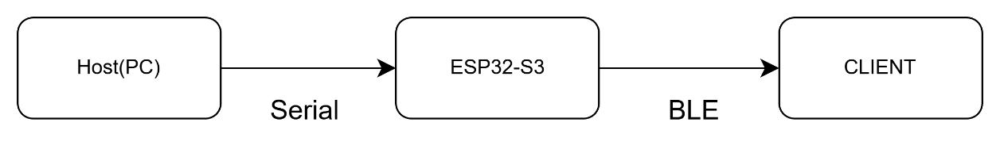 Host(PC)
Serial
ESP32-S3
BLE
CLIENT